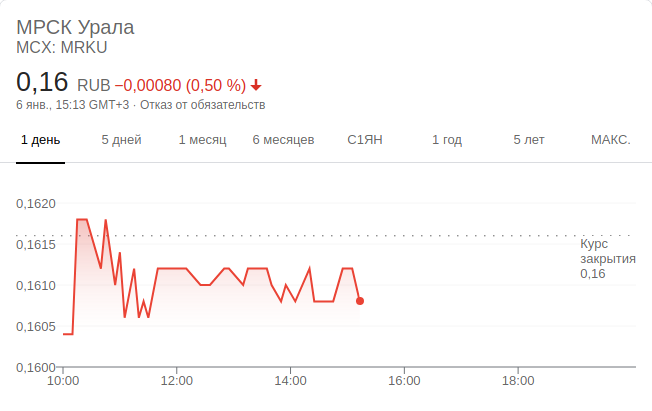 МРСК Урала
MCX: MRKU
0,16 RUB −0,00080 (0,50 %)
6 янв., 15:13 GMT+3 · Отказ от обязательств
1 день 5 дней 1 месяц 6 месяцев С1ЯН 1 год 5 лет МАКС.
0,1620
0,1615
Курс
закрытия
0,16
0,1610
0,1605
0,1600
10:00 12:00 14:00 16:00 18:00